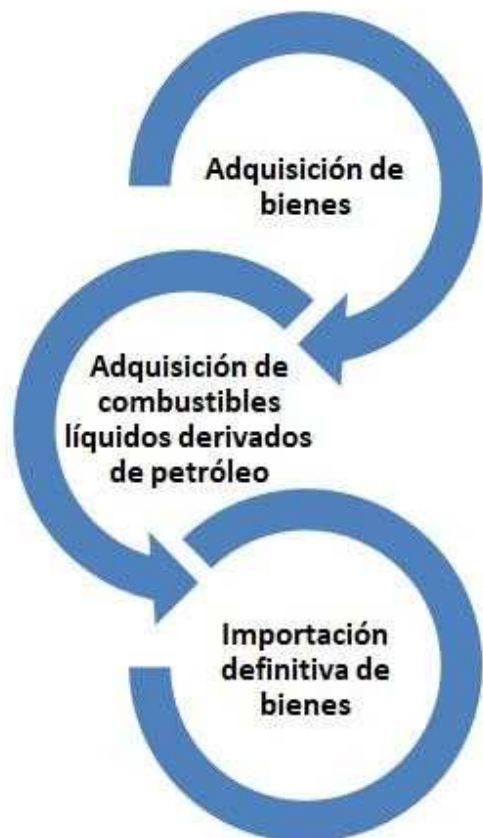 Adquisición de
bienes
Adquisición de
combustibles
líquidos derivados
de petróleo
Importación
definitiva de
bienes